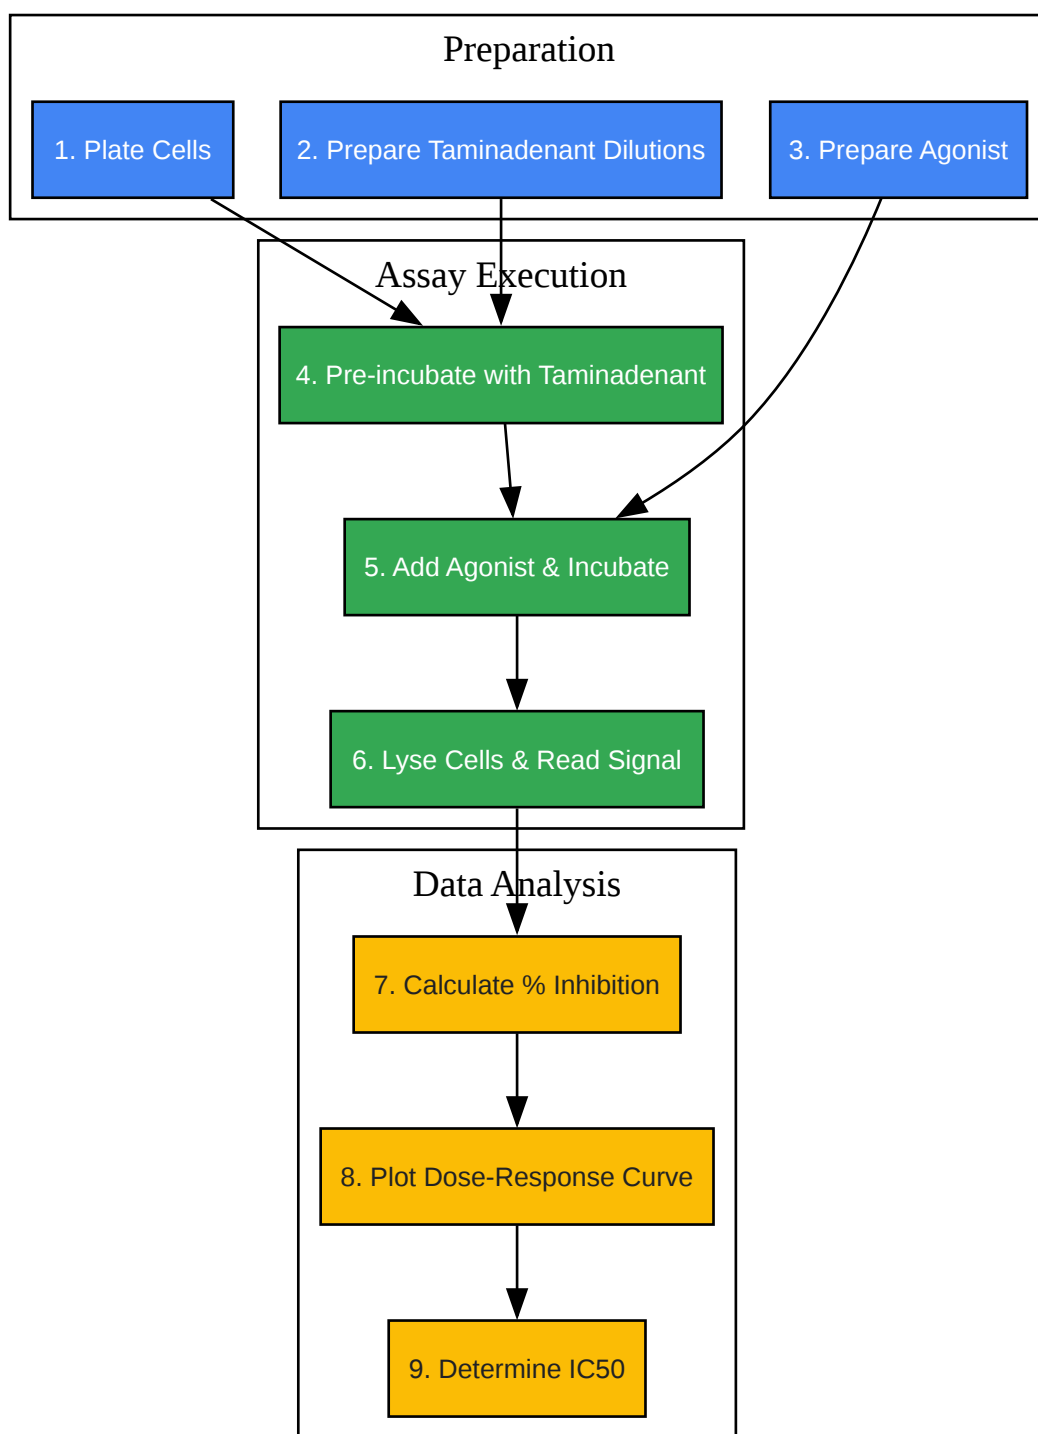 Preparation
1. Plate Cells
2. Prepare Taminadenant Dilutions
3. Prepare Agonist
Assay Execution
4. Pre-incubate with Taminadenant
5. Add Agonist & Incubate
6. Lyse Cells & Read Signal
Data Analysis
7. Calculate % Inhibition
8. Plot Dose-Response Curve
9. Determine IC50